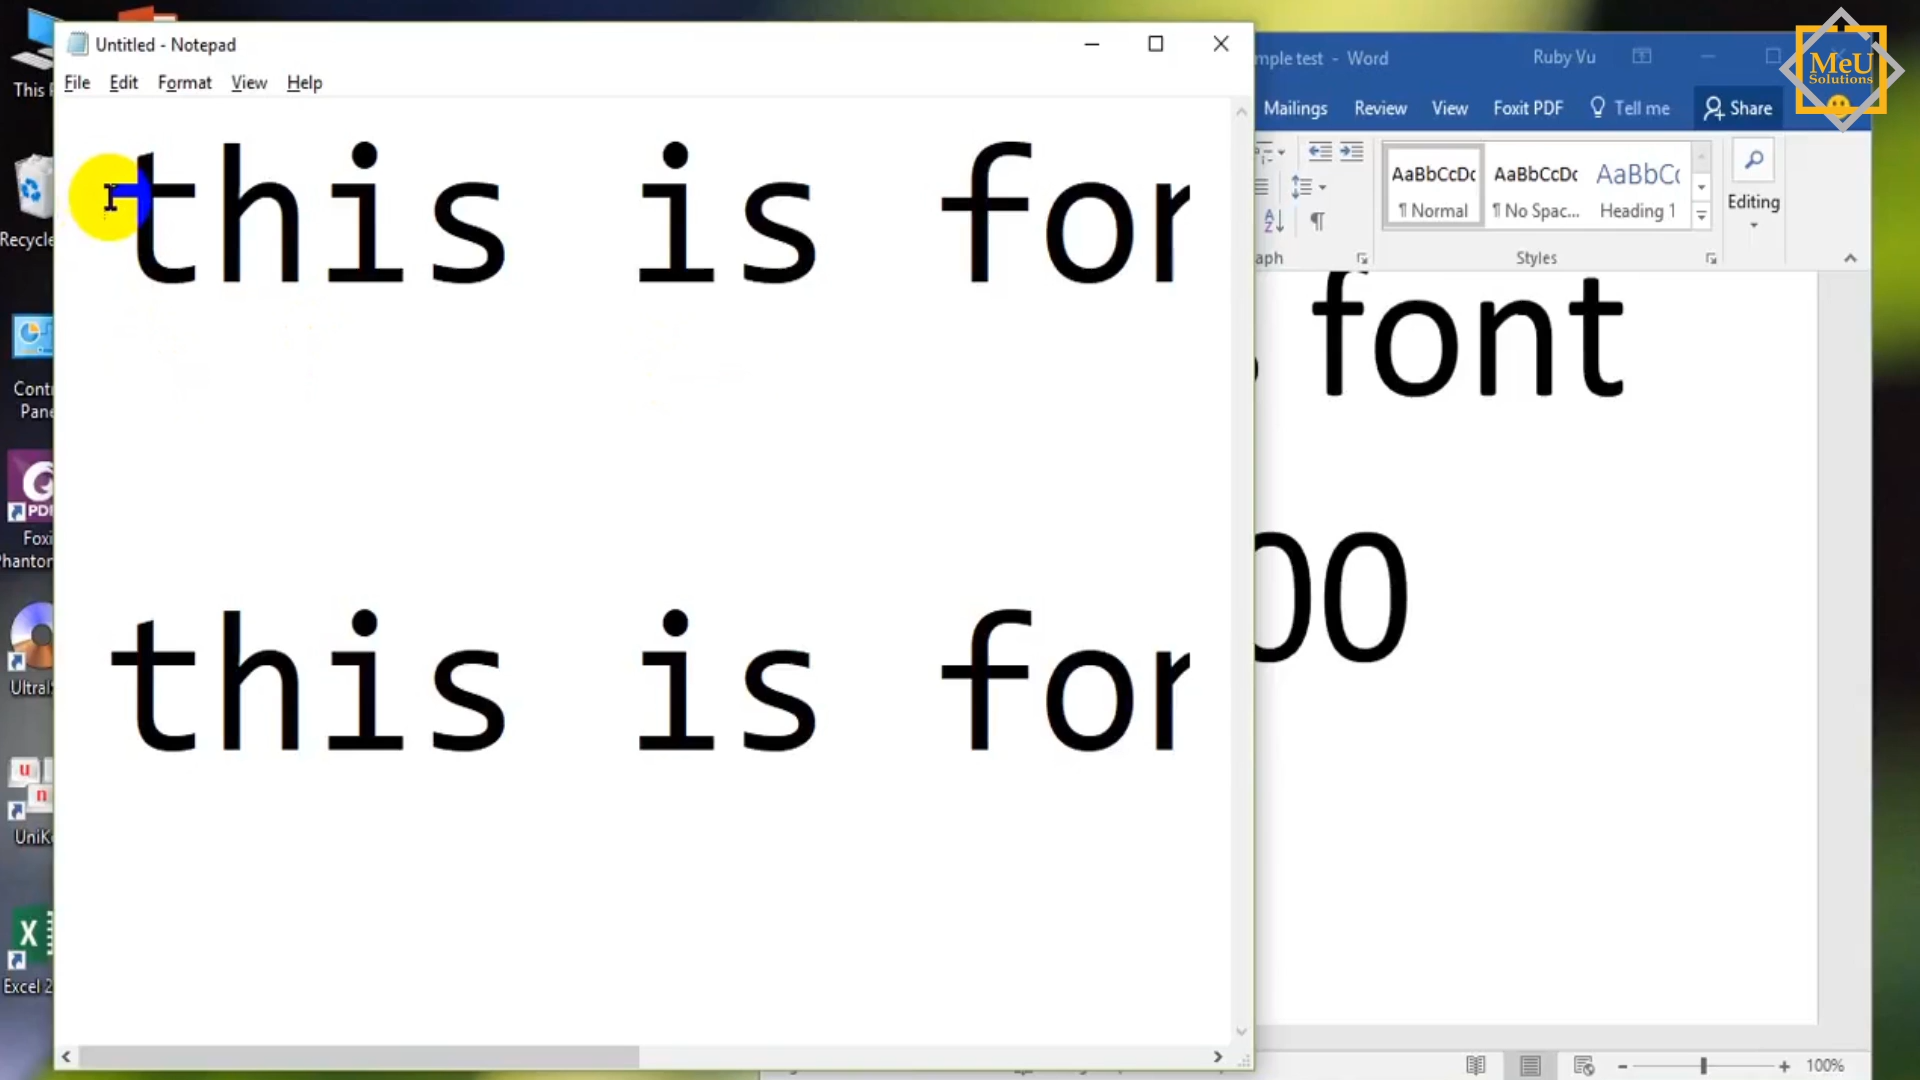 Untitled - Notepad
File Edit Format View Help
this is for
this is for
mple test - Word
Ruby Vu
Mailings Review View Foxit PDF Tell me Share
AaBbCcDc AaBbCcDc AaBbC
¶ Normal ¶ No Spac... Heading 1
Editing
aph
Styles
font
00
100%
MeU
Solutions
This
Recycle
Cont
Pane
PD
Foxi
Phantom
Ultra
u
n
UniK
X
Excel 2